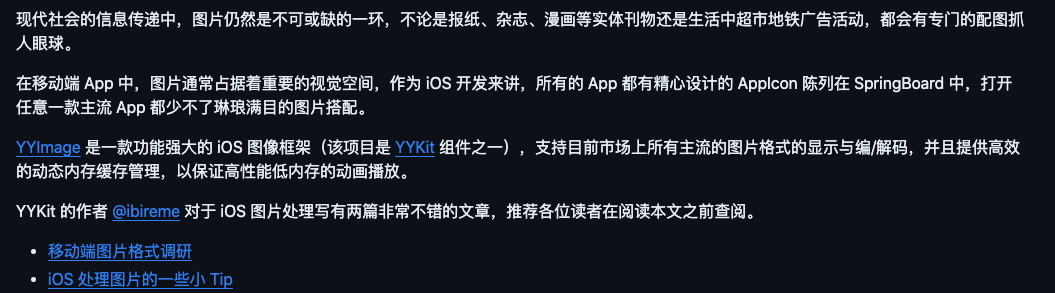 现代社会的信息传递中，图片仍然是不可或缺的一环，不论是报纸、杂志、漫画等实体刊物还是生活中超市地铁广告活动，都会有专门的配图抓
人眼球。
在移动端 App 中，图片通常占据着重要的视觉空间，作为 iOS 开发来讲，所有的 App 都有精心设计的 AppIcon 陈列在 SpringBoard 中，打开
任意一款主流 App 都少不了琳琅满目的图片搭配。
YYImage 是一款功能强大的 iOS 图像框架（该项目是 YYKit 组件之一），支持目前市场上所有主流的图片格式的显示与编/解码，并且提供高效
的动态内存缓存管理，以保证高性能低内存的动画播放。
YYKit 的作者 @ibireme 对于 iOS 图片处理写有两篇非常不错的文章，推荐各位读者在阅读本文之前查阅。
• 移动端图片格式调研
• iOS 处理图片的一些小 Tip